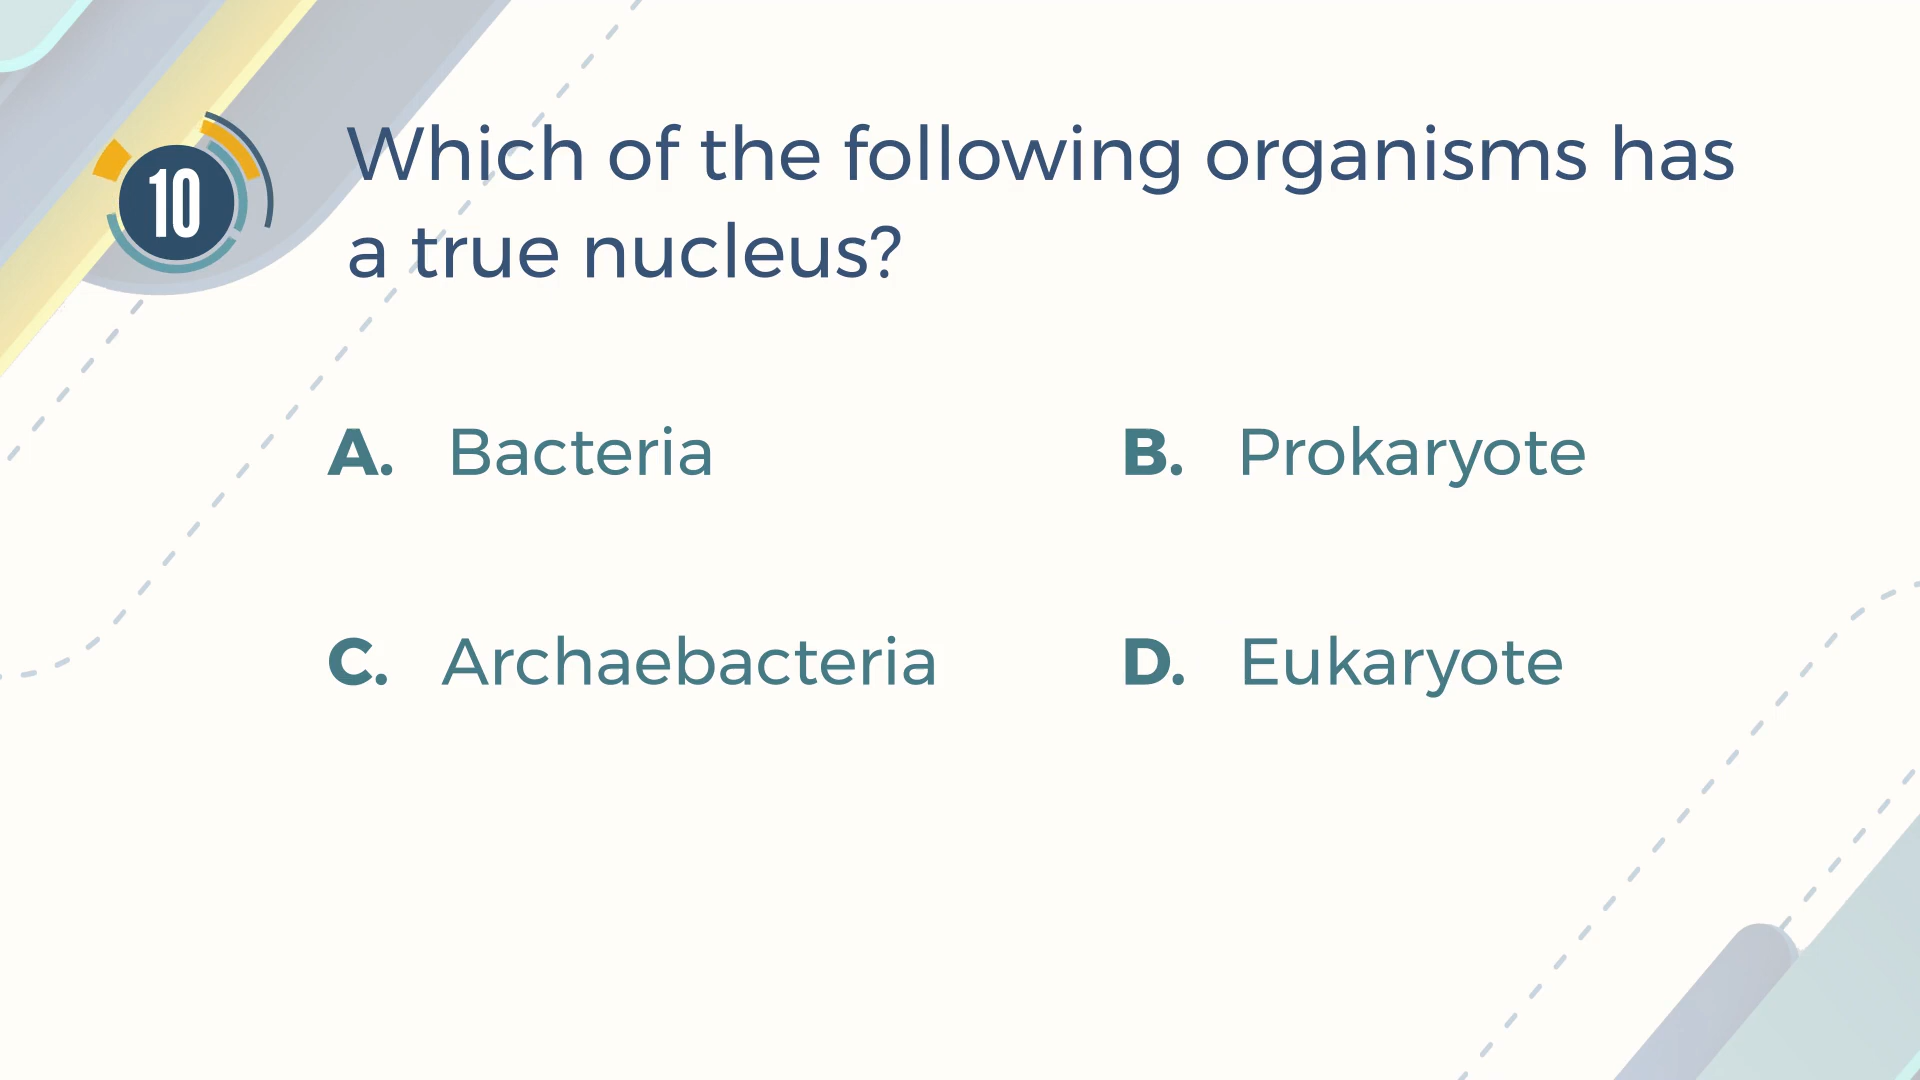 10
Which of the following organisms has
a true nucleus?
A. Bacteria
B. Prokaryote
C. Archaebacteria
D. Eukaryote